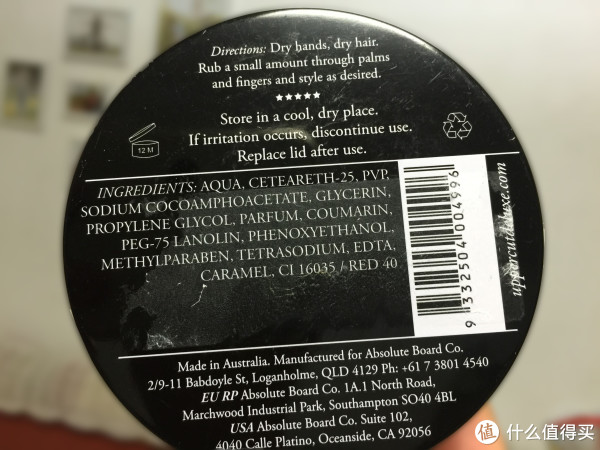 Directions: Dry hands, dry hair.
Rub a small amount through palms
and fingers and style as desired.
★★★★★
Store in a cool, dry place.
If irritation occurs, discontinue use.
Replace lid after use.
12 M
INGREDIENTS: AQUA, CETEARETH-25, PVP,
SODIUM COCOAMPHOACETATE, GLYCERIN,
PROPYLENE GLYCOL, PARFUM, COUMARIN,
PEG-75 LANOLIN, PHENOXYETHANOL,
METHYLPARABEN, TETRASODIUM, EDTA,
CARAMEL, CI 16035 / RED 40
9 332504 004996
uppercutdeluxe.com
Made in Australia. Manufactured for Absolute Board Co.
2/9-11 Babdoyle St, Loganholme, QLD 4129 Ph: +61 7 3801 4540
EU RP Absolute Board Co. 1A.1 North Road,
Marchwood Industrial Park, Southampton SO40 4BL
USA Absolute Board Co. Suite 102,
4040 Calle Platino, Oceanside, CA 92056
值 什么值得买